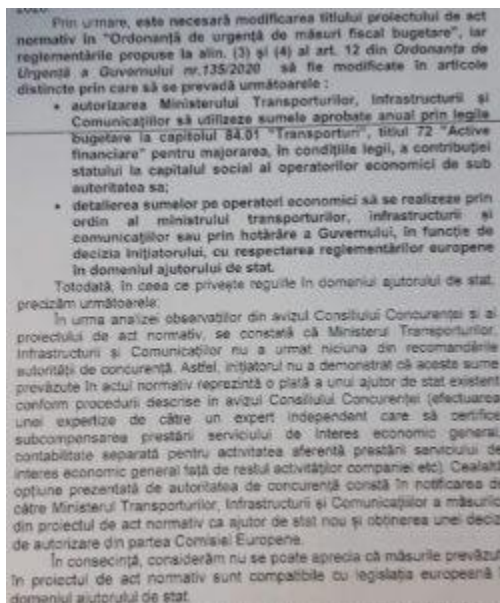 2020
Prin urmare, este necesară modificarea titlului proiectului de act
normativ în "Ordonanță de urgență de măsuri fiscal bugetare", iar
reglementările propuse la alin. (3) și (4) al art. 12 din Ordonanța de
Urgență a Guvernului nr.135/2020 să fie modificate în articole
distincte prin care să se prevadă următoarele :
• autorizarea Ministerului Transporturilor, Infrastructurii și
Comunicațiilor să utilizeze sumele aprobate anual prin legile
bugetare la capitolul 84.01 "Transporturi", titlul 72 "Active
financiare" pentru majorarea, în condițiile legii, a contribuției
statului la capitalul social al operatorilor economici de sub
autoritatea sa;
• detalierea sumelor pe operatori economici să se realizeze prin
ordin al ministrului transporturilor, infrastructurii și
comunicațiilor sau prin hotărâre a Guvernului, în funcție de
decizia inițiatorului, cu respectarea reglementărilor europene
în domeniul ajutorului de stat.
Totodată, în ceea ce privește regulile în domeniul ajutorului de stat,
precizăm următoarele:
În urma analizei observațiilor din avizul Consiliului Concurenței și al
proiectului de act normativ, se constată că Ministerul Transporturilor,
Infrastructurii și Comunicațiilor nu a urmat niciuna din recomandările
autorității de concurență. Astfel, inițiatorul nu a demonstrat că aceste sume
prevăzute în actul normativ reprezintă o plată a unui ajutor de stat existent
conform procedurii descrise în avizul Consiliului Concurenței (efectuarea
unei expertize de către un expert independent care să certifice
subcompensarea prestării serviciului de interes economic general,
contabilitate separată pentru activitatea aferentă prestării serviciului de
interes economic general față de restul activităților companiei etc). Cealaltă
opțiune prezentată de autoritatea de concurență constă în notificarea de
către Ministerul Transporturilor, Infrastructurii și Comunicațiilor a măsurii
din proiectul de act normativ ca ajutor de stat nou și obținerea unei decizi
de autorizare din partea Comisiei Europene.
În consecință, considerăm nu se poate aprecia că măsurile prevăzut
în proiectul de act normativ sunt compatibile cu legislația europeană
domeniul ajutorului de stat.